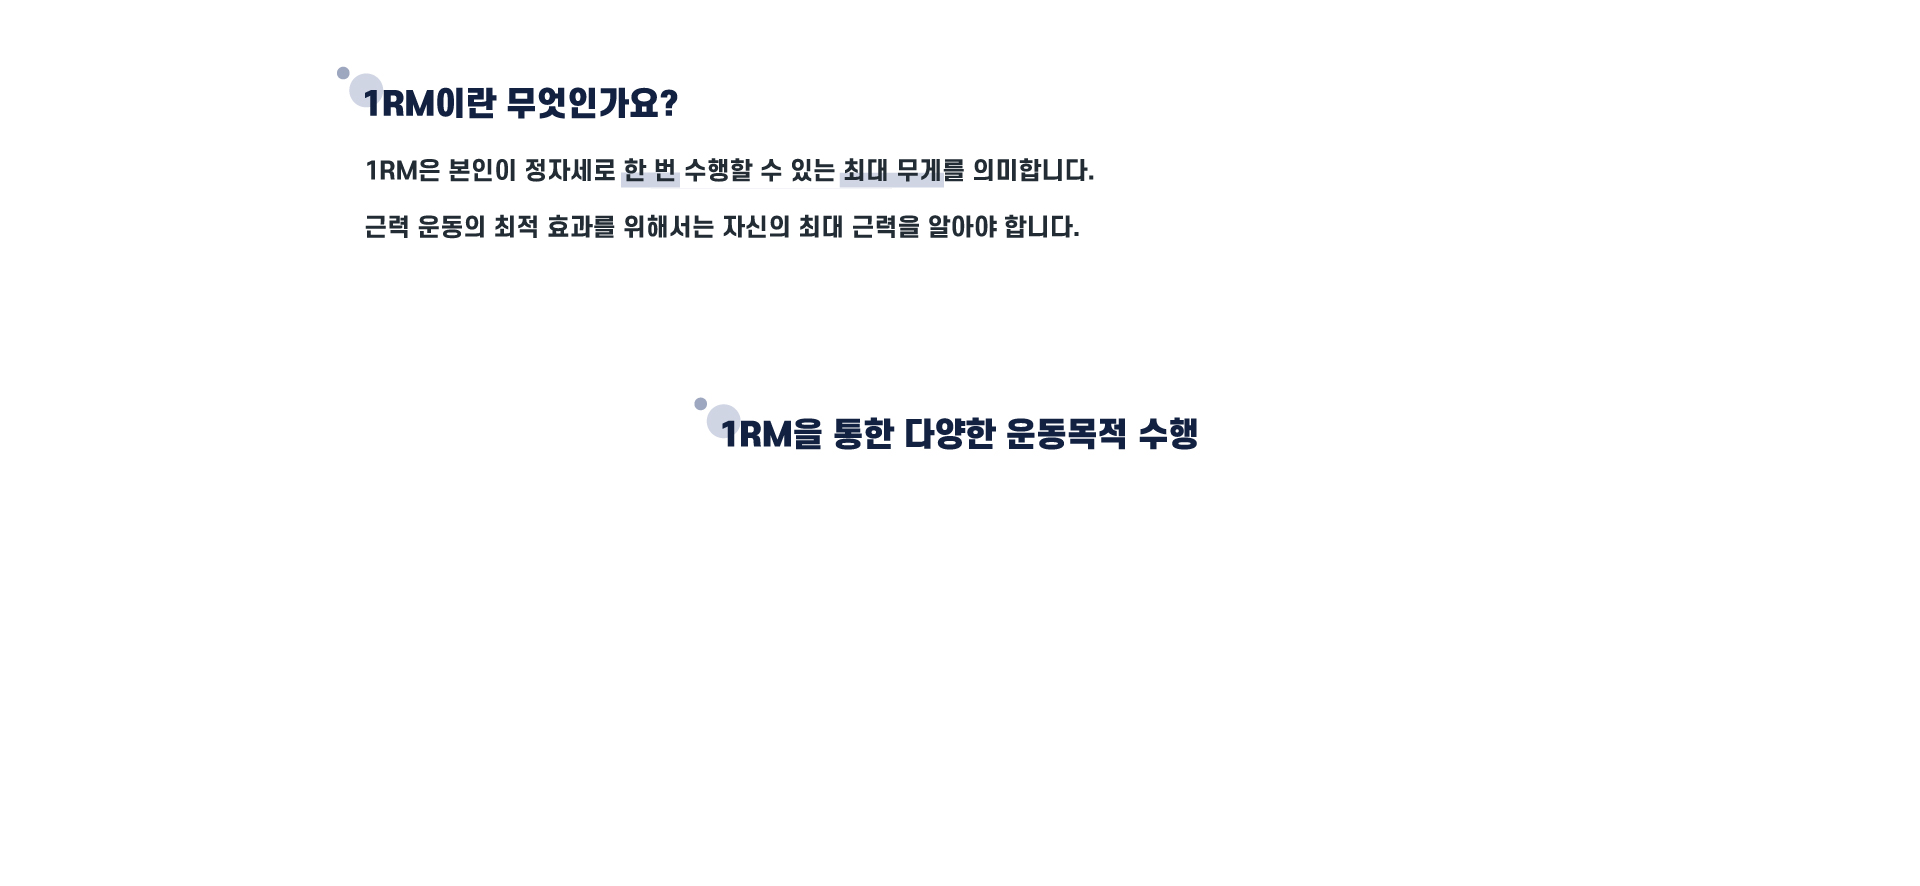 1RM이란 무엇인가요?
1RM은 본인이 정자세로 한 번 수행할 수 있는 최대 무게를 의미합니다.
근력 운동의 최적 효과를 위해서는 자신의 최대 근력을 알아야 합니다.
1RM을 통한 다양한 운동목적 수행